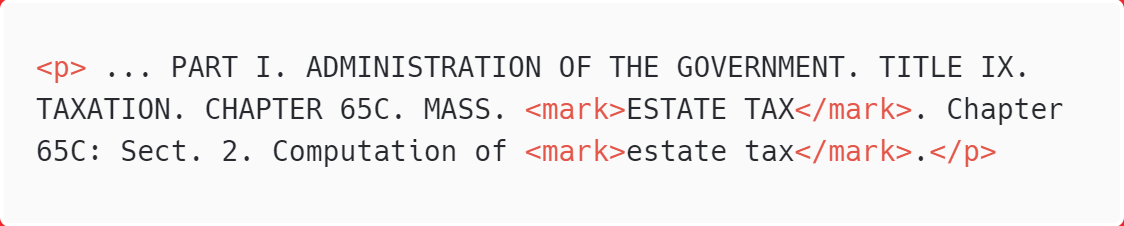 <p> ... PART I. ADMINISTRATION OF THE GOVERNMENT. TITLE IX.
TAXATION. CHAPTER 65C. MASS. <mark>ESTATE TAX</mark>. Chapter
65C: Sect. 2. Computation of <mark>estate tax</mark>.</p>